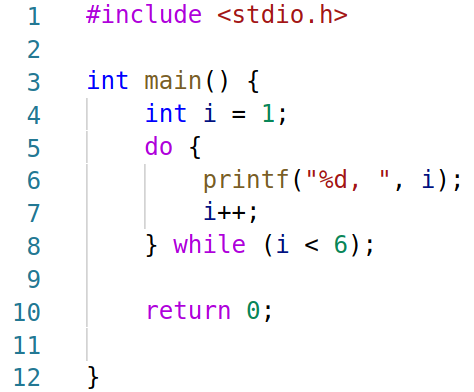 1 #include <stdio.h>
2
3 int main() {
4     int i = 1;
5     do {
6         printf("%d, ", i);
7         i++;
8     } while (i < 6);
9
10     return 0;
11
12 }